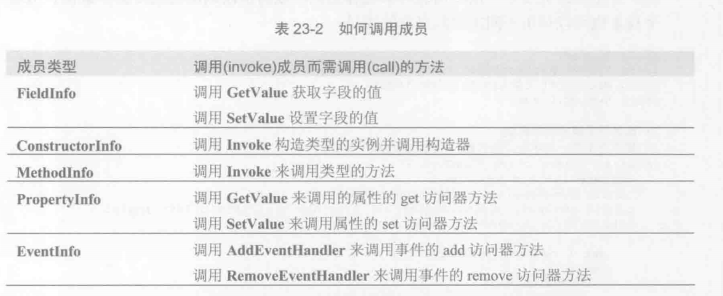 表 23-2 如何调用成员
成员类型 调用(invoke)成员而需调用(call)的方法
FieldInfo 调用 GetValue 获取字段的值
调用 SetValue 设置字段的值
ConstructorInfo 调用 Invoke 构造类型的实例并调用构造器
MethodInfo 调用 Invoke 来调用类型的方法
PropertyInfo 调用 GetValue 来调用的属性的 get 访问器方法
调用 SetValue 来调用属性的 set 访问器方法
EventInfo 调用 AddEventHandler 来调用事件的 add 访问器方法
调用 RemoveEventHandler 来调用事件的 remove 访问器方法